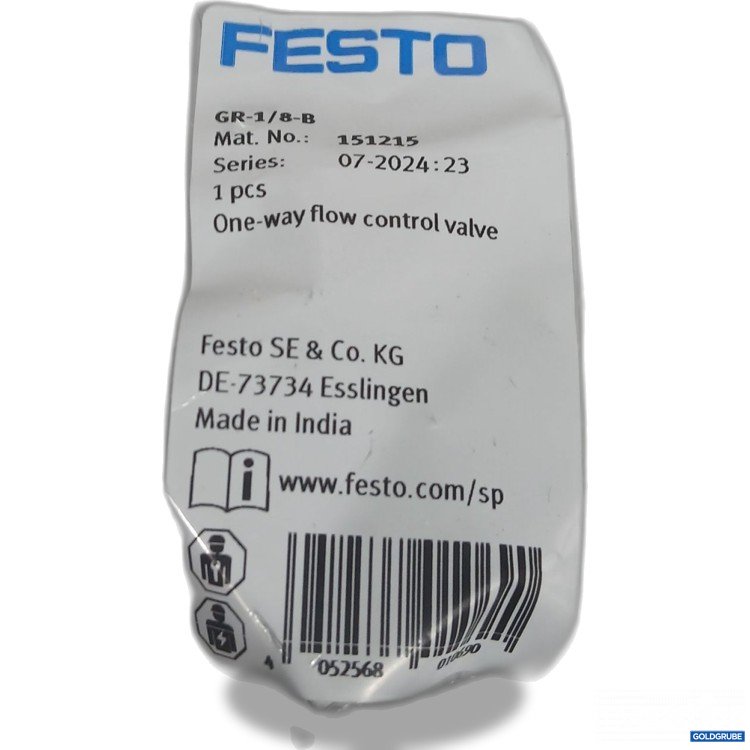 FESTO
GR-1/8-B
Mat. No.: 151215
Series: 07-2024:23
1 pcs
One-way flow control valve
Festo SE & Co. KG
DE-73734 Esslingen
Made in India
i www.festo.com/sp
4 052568
GOLDGRUBE